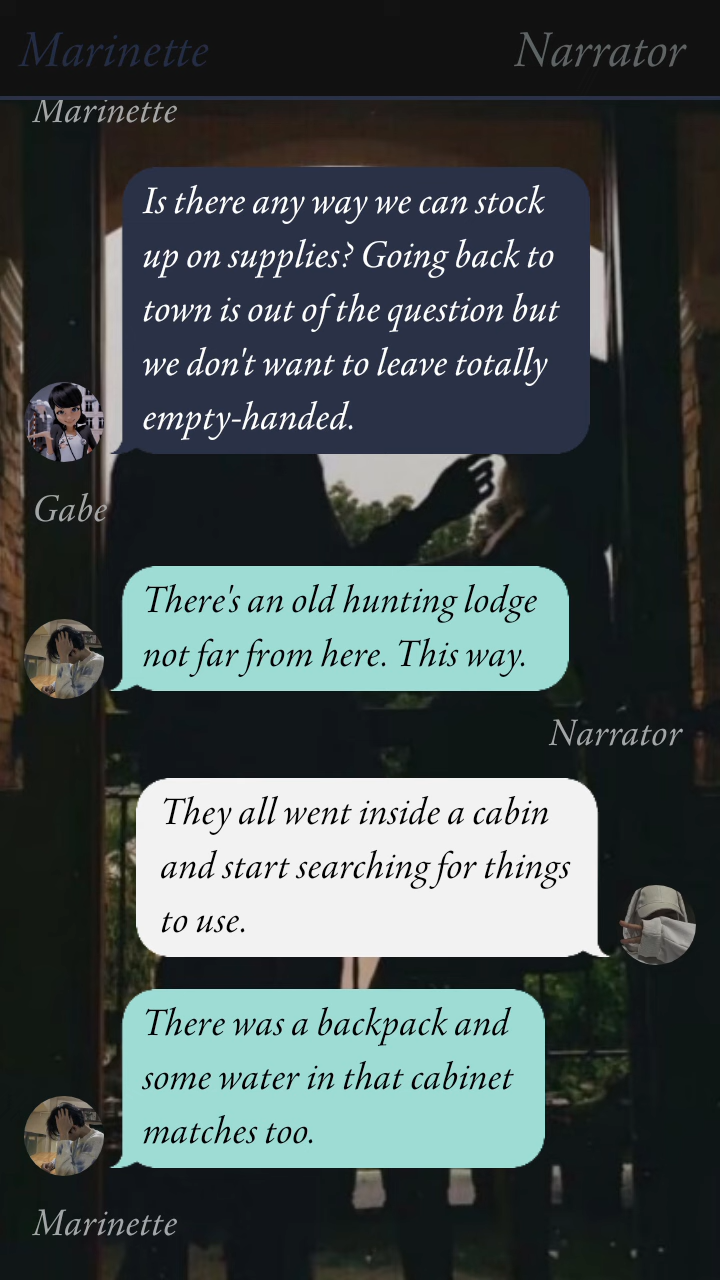 Marinette
Narrator
Marinette
Is there any way we can stock
up on supplies? Going back to
town is out of the question but
we don't want to leave totally
empty-handed.
Gabe
There's an old hunting lodge
not far from here. This way.
Narrator
They all went inside a cabin
and start searching for things
to use.
There was a backpack and
some water in that cabinet
matches too.
Marinette